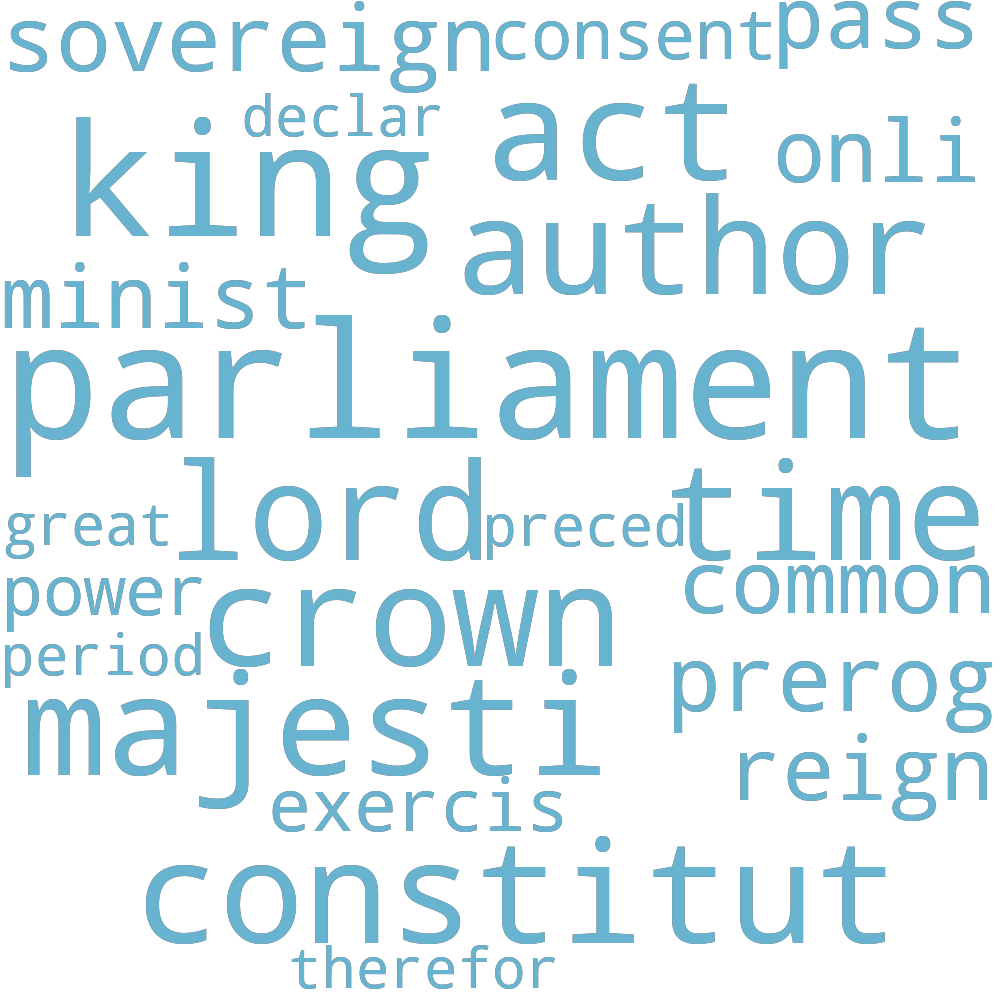 sovereign consent pass
declar
king act onli
author
minist
parliament
lord time
great preced
power crown common
period
majesti prerog
reign
exercis
constitut
therefor